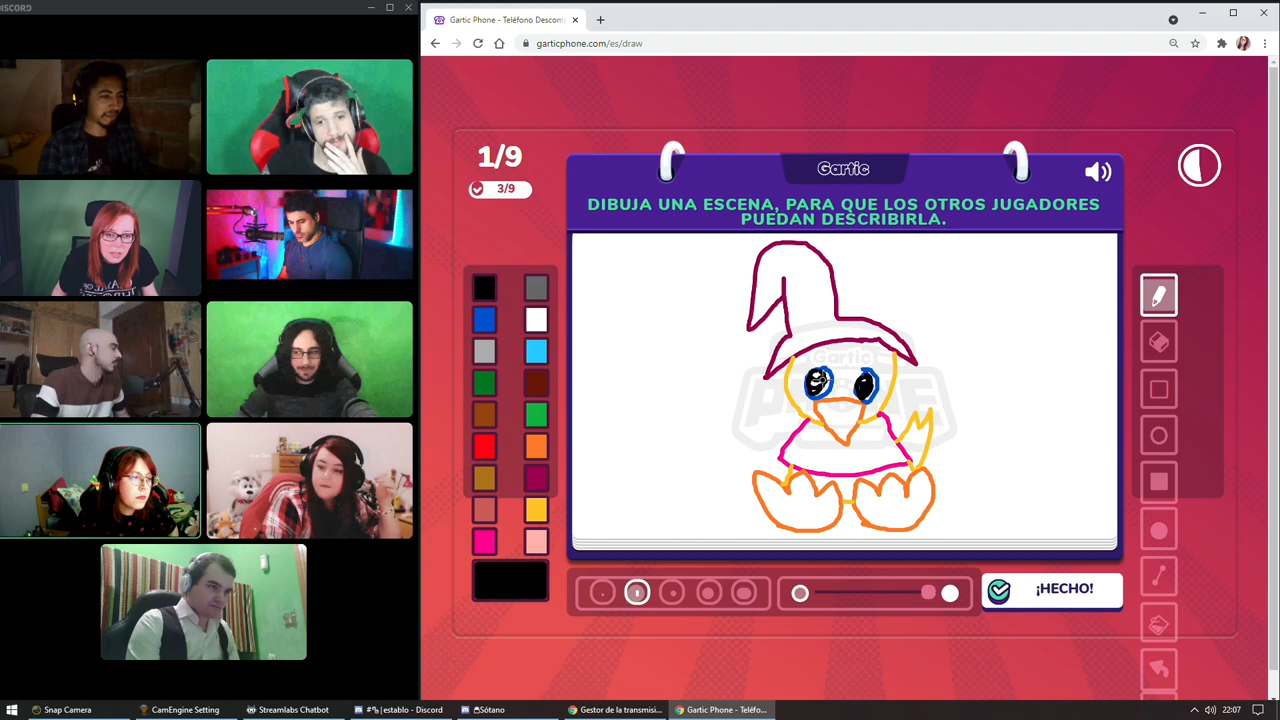 DISCORD
Gartic Phone - Teléfono Descom
garticphone.com/es/draw
1/9
3/9
Gartic
DIBUJA UNA ESCENA, PARA QUE LOS OTROS JUGADORES
PUEDAN DESCRIBIRLA.
Gartic
PHONE
¡HECHO!
Snap Camera
CamEngine Setting
Streamlabs Chatbot
| establo - Discord
Sótano
Gestor de la transmisi...
Gartic Phone - Teléfo...
22:07